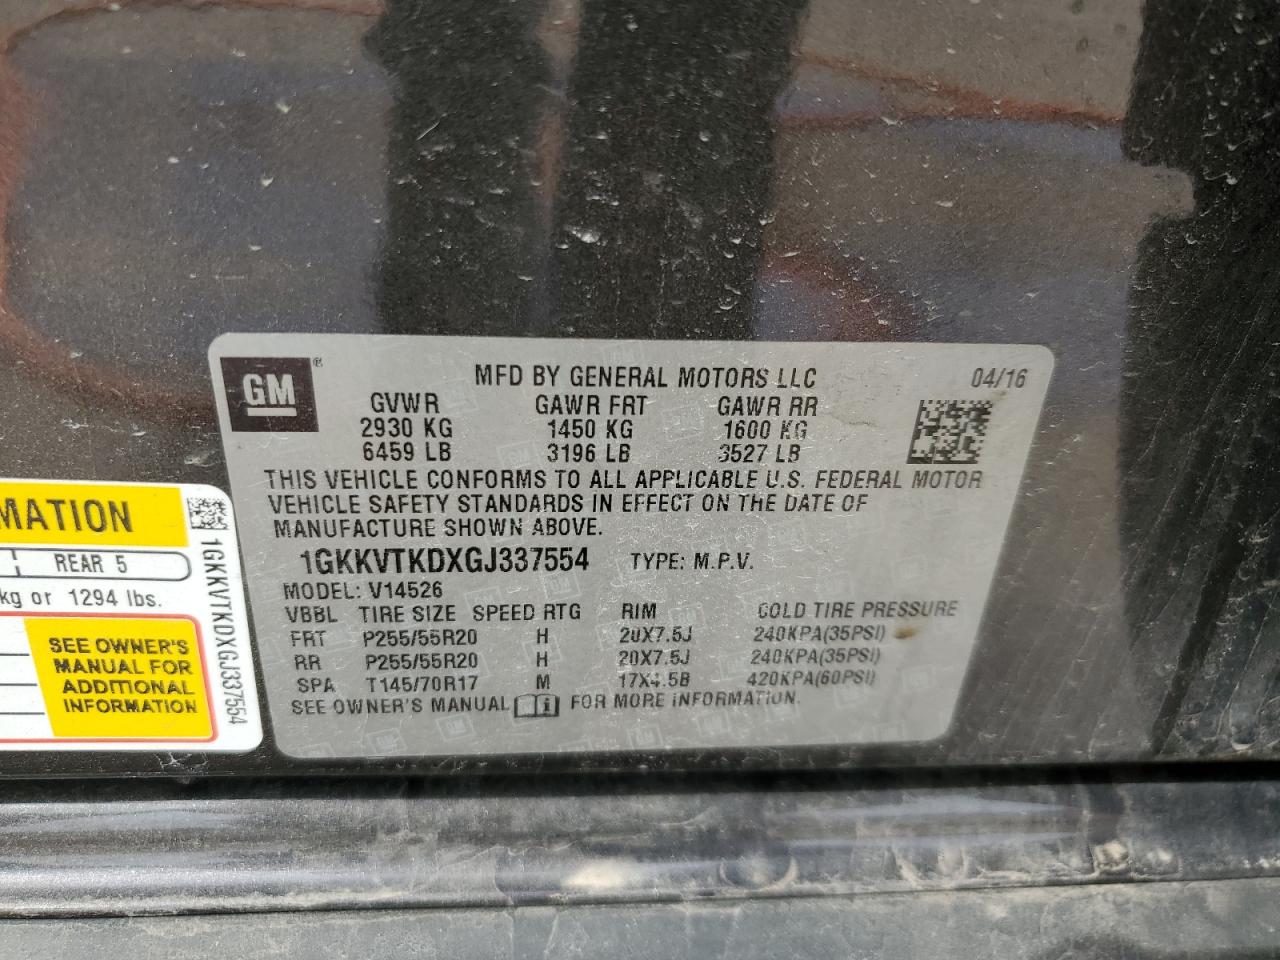 GM ®
MFD BY GENERAL MOTORS LLC 04/16
GVWR GAWR FRT GAWR RR
2930 KG 1450 KG 1600 KG
6459 LB 3196 LB 3527 LB
THIS VEHICLE CONFORMS TO ALL APPLICABLE U.S. FEDERAL MOTOR
VEHICLE SAFETY STANDARDS IN EFFECT ON THE DATE OF
MANUFACTURE SHOWN ABOVE.
1GKKVTKDXGJ337554 TYPE: M.P.V.
MODEL: V14526
VBBL TIRE SIZE SPEED RTG RIM COLD TIRE PRESSURE
FRT P255/55R20 H 20X7.5J 240KPA(35PSI)
RR P255/55R20 H 20X7.5J 240KPA(35PSI)
SPA T145/70R17 M 17X4.5B 420KPA(60PSI)
SEE OWNER'S MANUAL FOR MORE INFORMATION.
MATION
REAR 5
kg or 1294 lbs.
SEE OWNER'S
MANUAL FOR
ADDITIONAL
INFORMATION
1GKKVTKDXGJ337554